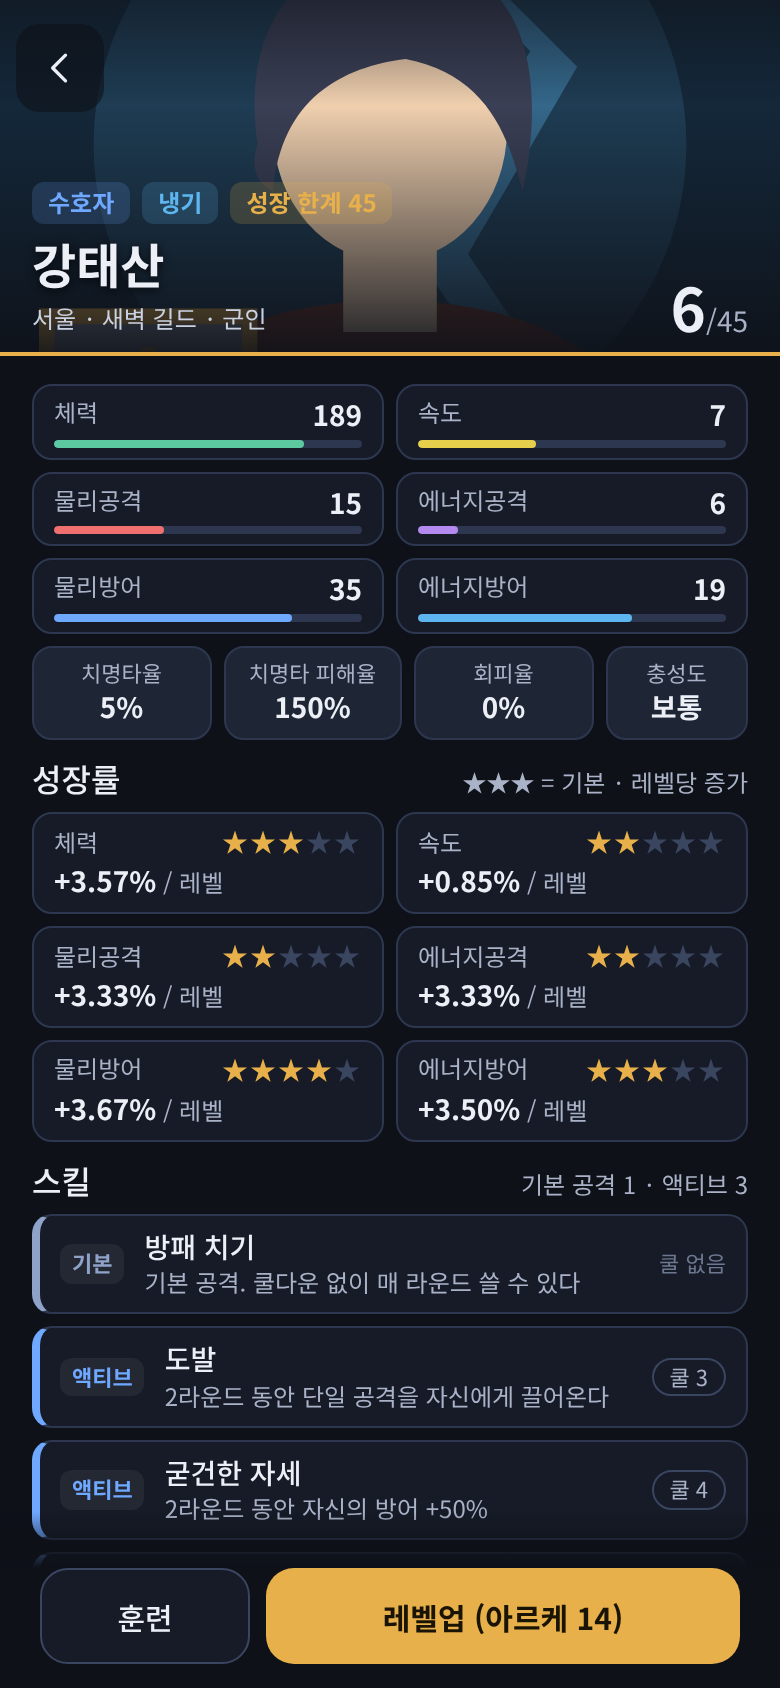 수호자 냉기 성장 한계 45
강태산
서울 · 새벽 길드 · 군인
6/45
체력 189
속도 7
물리공격 15
에너지공격 6
물리방어 35
에너지방어 19
치명타율
5%
치명타 피해율
150%
회피율
0%
충성도
보통
성장률 ★★★ = 기본 · 레벨당 증가
체력 ★★★★★
+3.57% / 레벨
속도 ★★★★★
+0.85% / 레벨
물리공격 ★★★★★
+3.33% / 레벨
에너지공격 ★★★★★
+3.33% / 레벨
물리방어 ★★★★★
+3.67% / 레벨
에너지방어 ★★★★★
+3.50% / 레벨
스킬 기본 공격 1 · 액티브 3
기본
방패 치기
기본 공격. 쿨다운 없이 매 라운드 쓸 수 있다
쿨 없음
액티브
도발
2라운드 동안 단일 공격을 자신에게 끌어온다
쿨 3
액티브
굳건한 자세
2라운드 동안 자신의 방어 +50%
쿨 4
훈련
레벨업 (아르케 14)